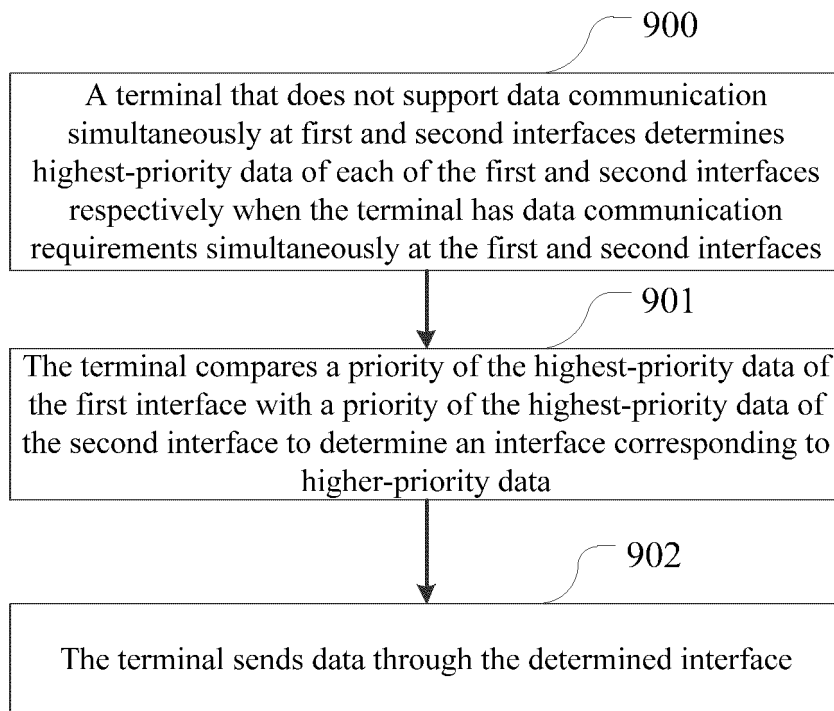 900
A terminal that does not support data communication
simultaneously at first and second interfaces determines
highest-priority data of each of the first and second interfaces
respectively when the terminal has data communication
requirements simultaneously at the first and second interfaces
901
The terminal compares a priority of the highest-priority data of
the first interface with a priority of the highest-priority data of
the second interface to determine an interface corresponding to
higher-priority data
902
The terminal sends data through the determined interface